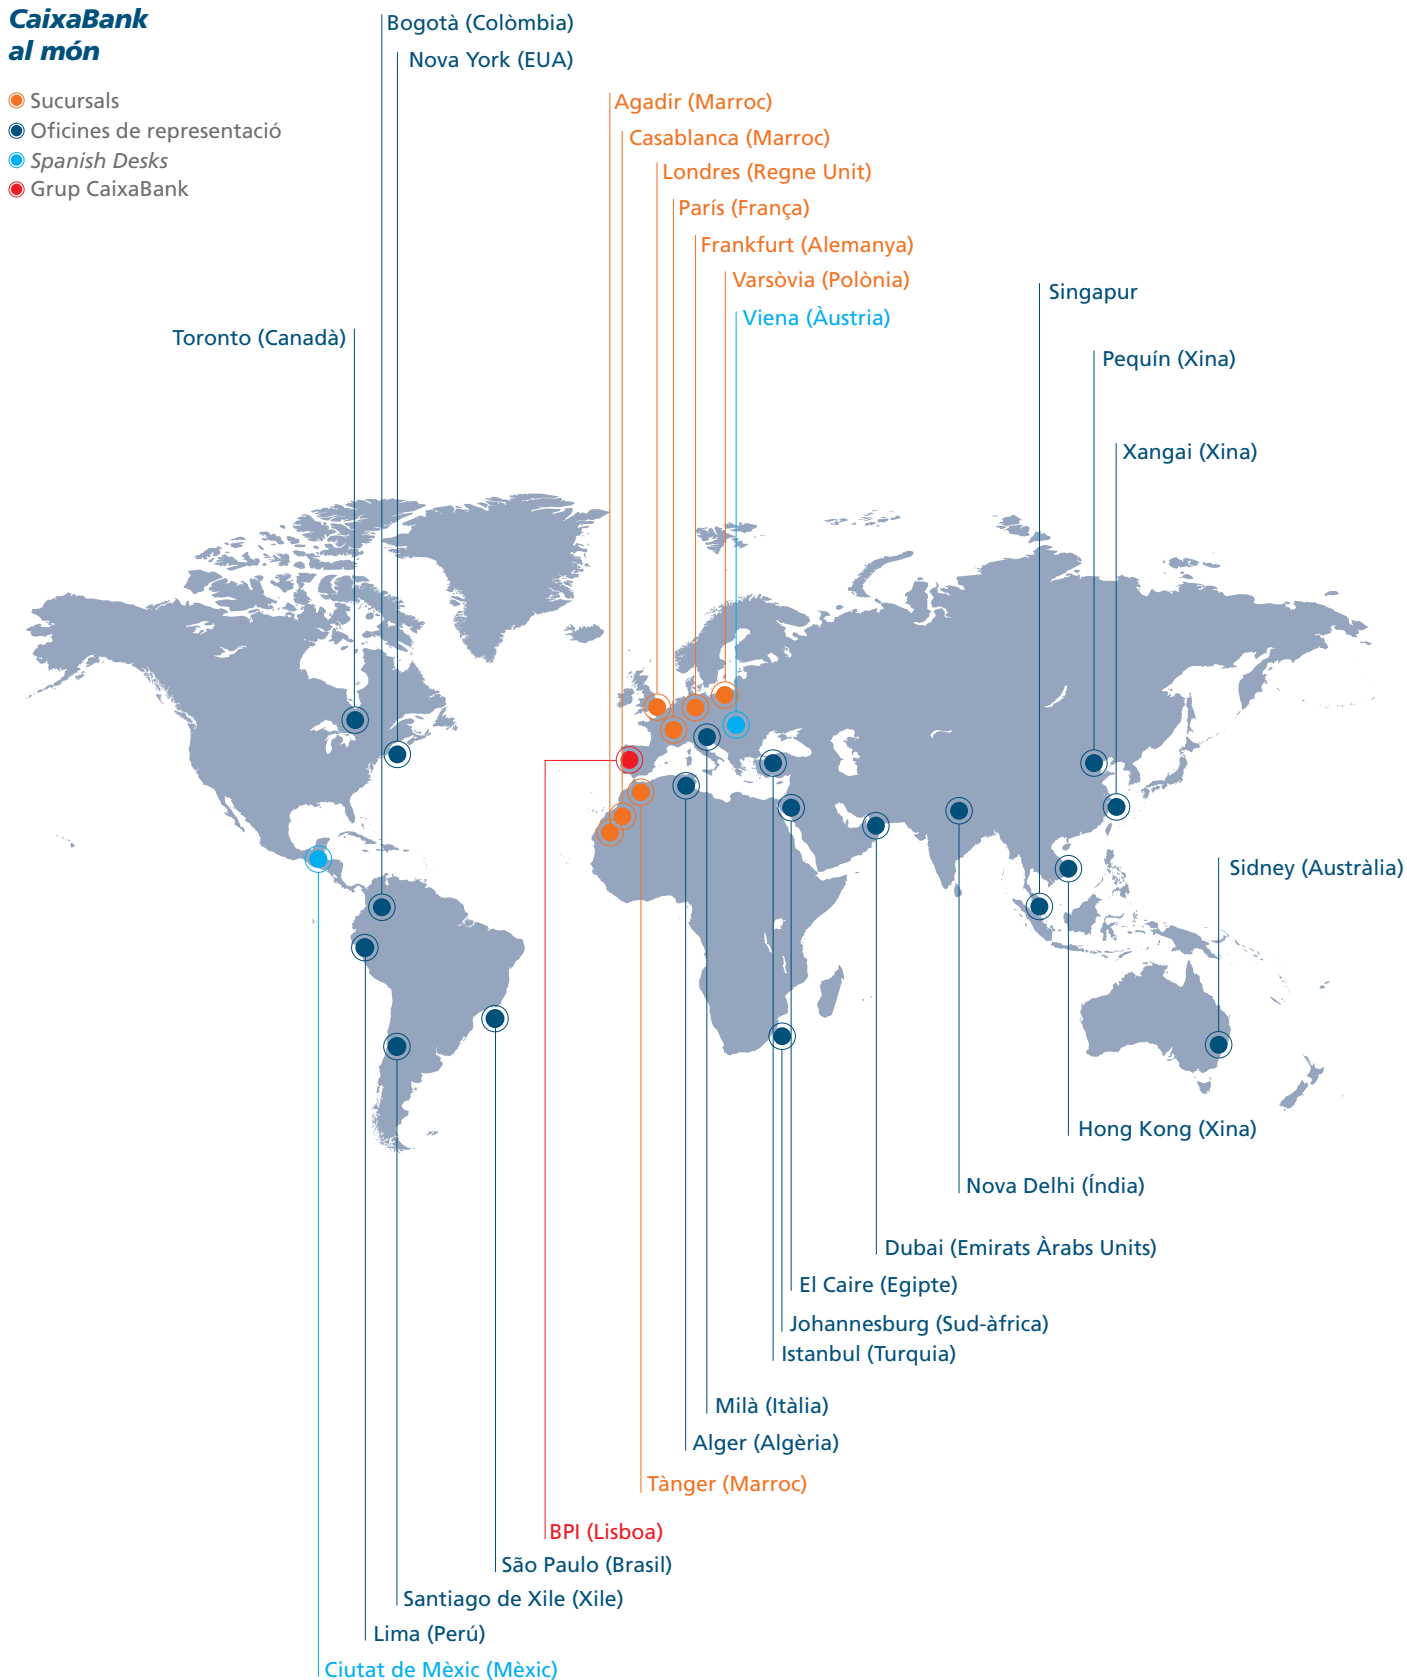 CaixaBank
al món
Sucursals
Oficines de representació
Spanish Desks
Grup CaixaBank
Bogotà (Colòmbia)
Nova York (EUA)
Agadir (Marroc)
Casablanca (Marroc)
Londres (Regne Unit)
París (França)
Frankfurt (Alemanya)
Varsòvia (Polònia)
Singapur
Viena (Àustria)
Toronto (Canadà)
Pequín (Xina)
Xangai (Xina)
Sidney (Austràlia)
Hong Kong (Xina)
Nova Delhi (Índia)
Dubai (Emirats Àrabs Units)
El Caire (Egipte)
Johannesburg (Sud-àfrica)
Istanbul (Turquia)
Milà (Itàlia)
Alger (Algèria)
Tànger (Marroc)
BPI (Lisboa)
São Paulo (Brasil)
Santiago de Xile (Xile)
Lima (Perú)
Ciutat de Mèxic (Mèxic)